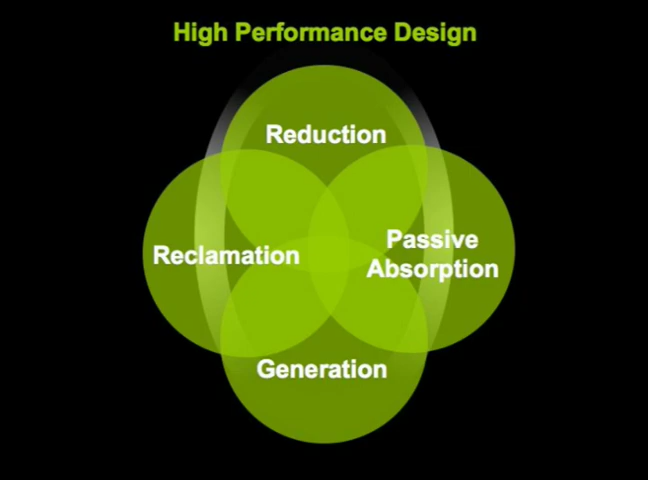 High Performance Design
Reduction
Reclamation
Passive
Absorption
Generation